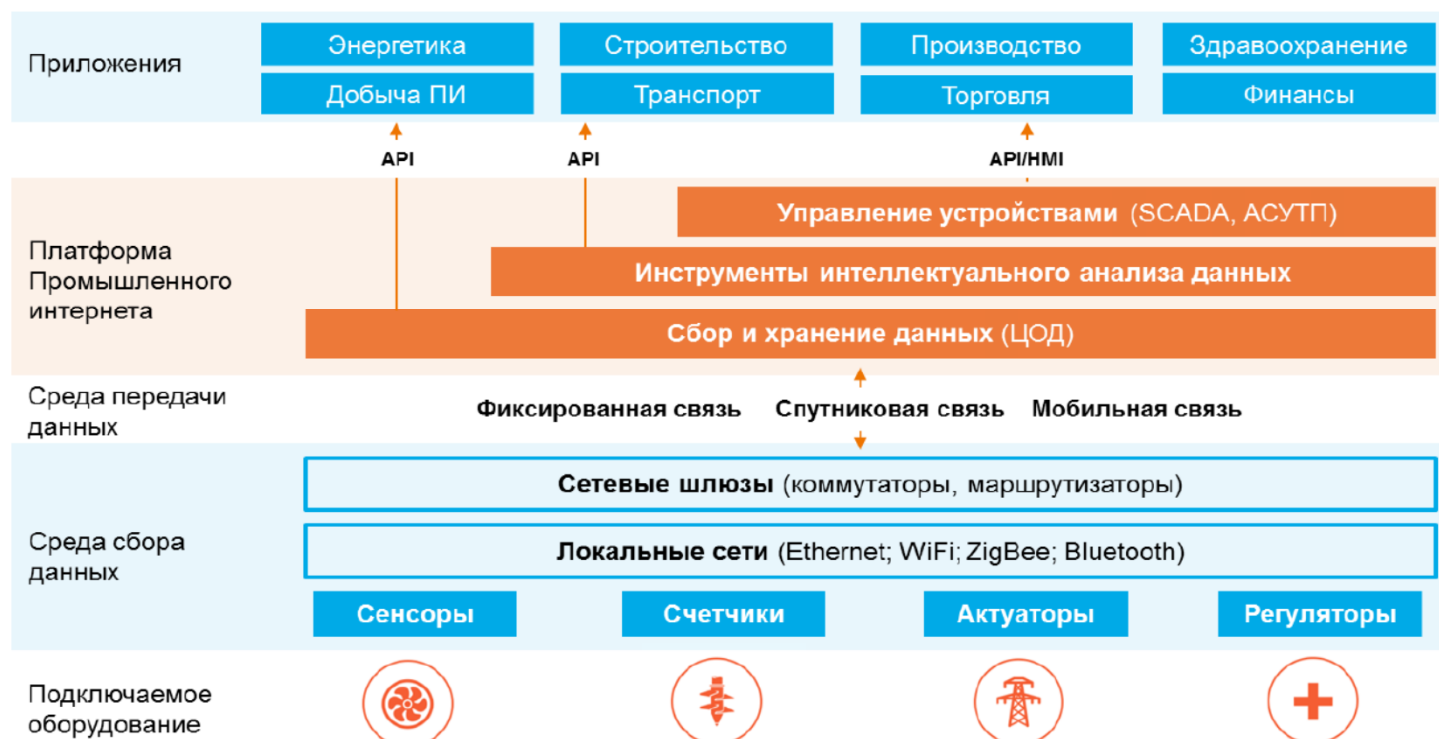 Приложения
Энергетика
Строительство
Производство
Здравоохранение
Добыча ПИ
Транспорт
Торговля
Финансы
API
API
API/HMI
Платформа
Промышленного
интернета
Управление устройствами (SCADA, АСУТП)
Инструменты интеллектуального анализа данных
Сбор и хранение данных (ЦОД)
Среда передачи
данных
Фиксированная связь Спутниковая связь Мобильная связь
Среда сбора
данных
Сетевые шлюзы (коммутаторы, маршрутизаторы)
Локальные сети (Ethernet; WiFi; ZigBee; Bluetooth)
Сенсоры
Счетчики
Актуаторы
Регуляторы
Подключаемое
оборудование